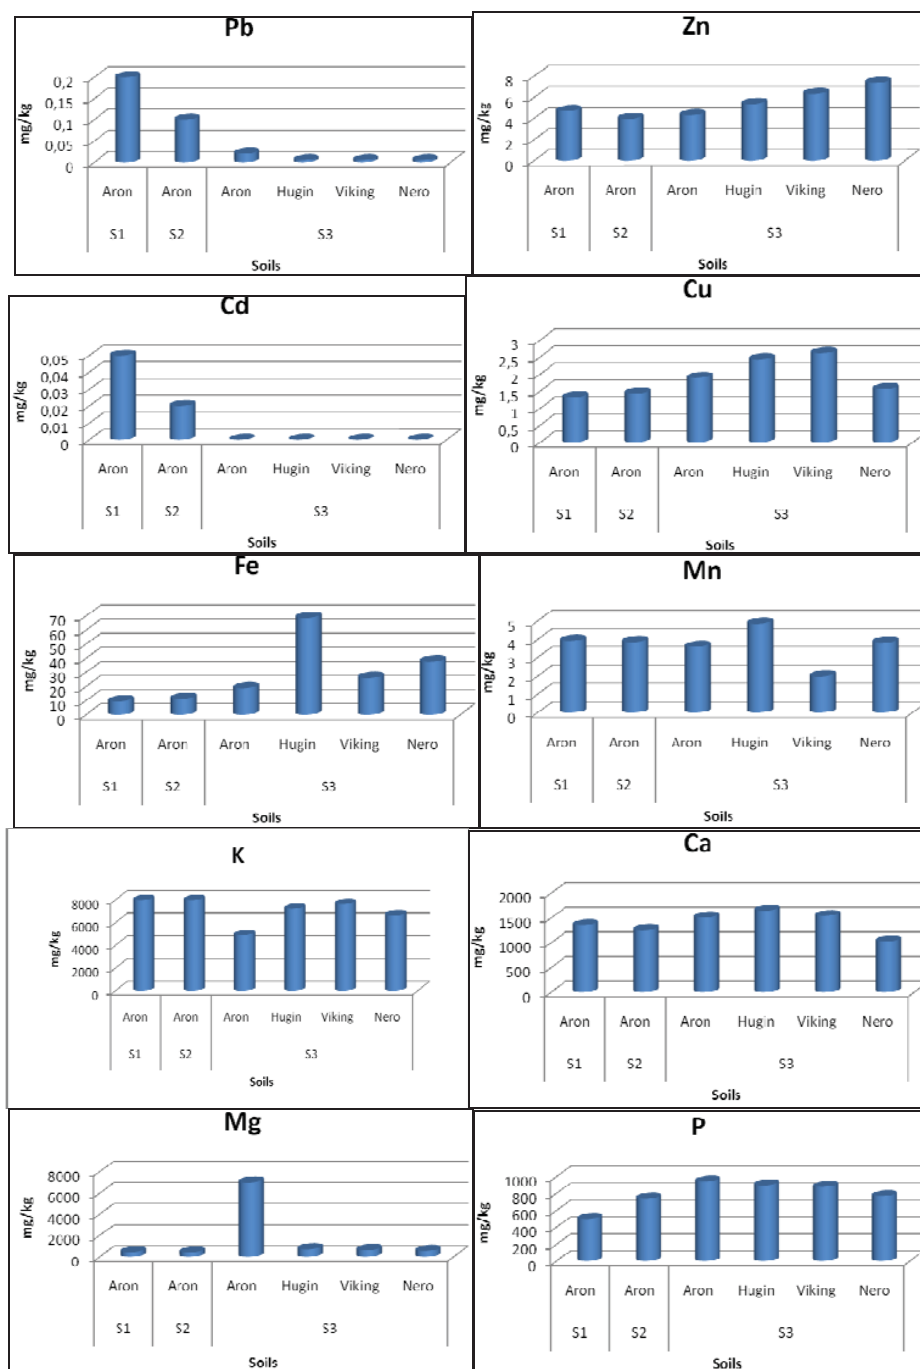 Pb
mg/kg
0,2
0,15
0,1
0,05
0
Aron Aron Aron Hugin Viking Nero
S1 S2 S3
Soils
Zn
mg/kg
8
6
4
2
0
Aron Aron Aron Hugin Viking Nero
S1 S2 S3
Soils
Cd
mg/kg
0,05
0,04
0,03
0,02
0,01
0
Aron Aron Aron Hugin Viking Nero
S1 S2 S3
Soils
Cu
mg/kg
3
2,5
2
1,5
1
0,5
0
Aron Aron Aron Hugin Viking Nero
S1 S2 S3
Soils
Fe
mg/kg
70
60
50
40
30
20
10
0
Aron Aron Aron Hugin Viking Nero
S1 S2 S3
Soils
Mn
mg/kg
5
4
3
2
1
0
Aron Aron Aron Hugin Viking Nero
S1 S2 S3
Soils
K
mg/kg
8000
6000
4000
2000
0
Aron Aron Aron Hugin Viking Nero
S1 S2 S3
Soils
Ca
mg/kg
2000
1500
1000
500
0
Aron Aron Aron Hugin Viking Nero
S1 S2 S3
Soils
Mg
mg/kg
8000
6000
4000
2000
0
Aron Aron Aron Hugin Viking Nero
S1 S2 S3
Soils
P
mg/kg
1000
800
600
400
200
0
Aron Aron Aron Hugin Viking Nero
S1 S2 S3
Soils